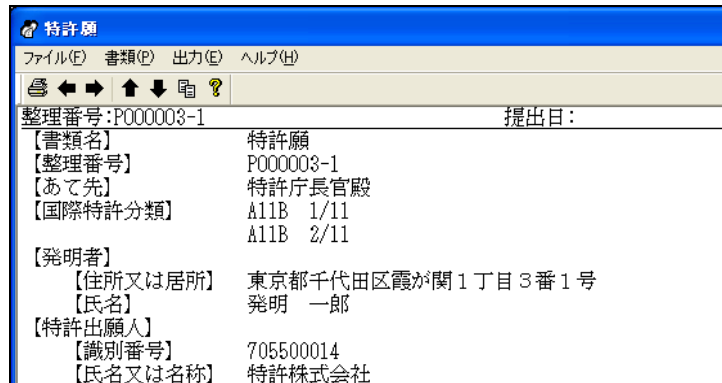 特許願
ファイル(F) 書類(P) 出力(E) ヘルプ(H)
整理番号:P000003-1 提出日:
【書類名】 特許願
【整理番号】 P000003-1
【あて先】 特許庁長官殿
【国際特許分類】 A11B 1/11
A11B 2/11
【発明者】
【住所又は居所】 東京都千代田区霞が関1丁目3番1号
【氏名】 発明 一郎
【特許出願人】
【識別番号】 705500014
【氏名又は名称】 特許株式会社